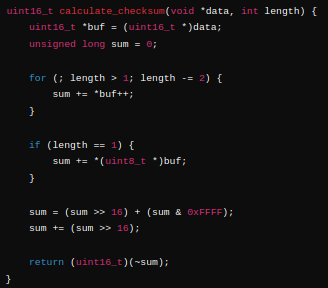 uint16_t calculate_checksum(void *data, int length) {
    uint16_t *buf = (uint16_t *)data;
    unsigned long sum = 0;

    for (; length > 1; length -= 2) {
        sum += *buf++;
    }

    if (length == 1) {
        sum += *(uint8_t *)buf;
    }

    sum = (sum >> 16) + (sum & 0xFFFF);
    sum += (sum >> 16);

    return (uint16_t)(~sum);
}